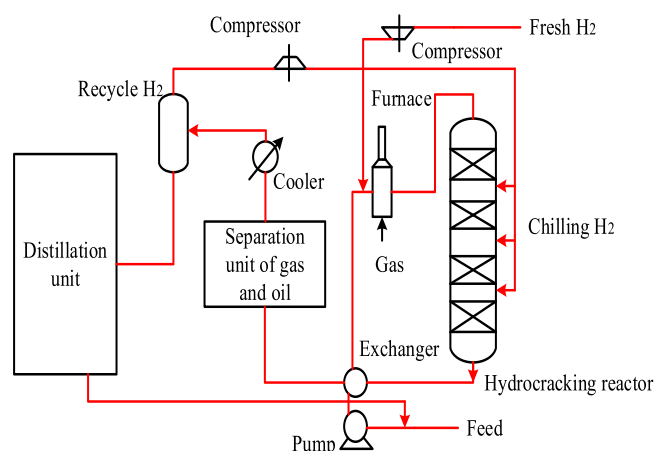 Compressor
Fresh H2
Compressor
Recycle H2
Furnace
Cooler
Distillation
unit
Separation
unit of gas
and oil
Gas
Chilling H2
Exchanger
Hydrocracking reactor
Feed
Pump